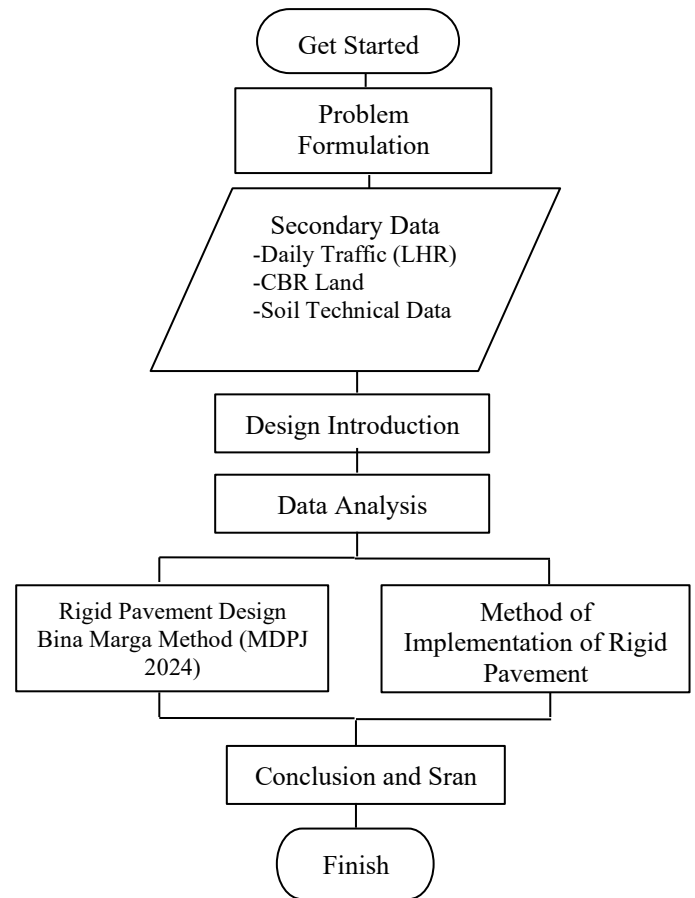 Get Started
Problem
Formulation
Secondary Data
-Daily Traffic (LHR)
-CBR Land
-Soil Technical Data
Design Introduction
Data Analysis
Rigid Pavement Design
Bina Marga Method (MDPJ
2024)
Method of
Implementation of Rigid
Pavement
Conclusion and Sran
Finish